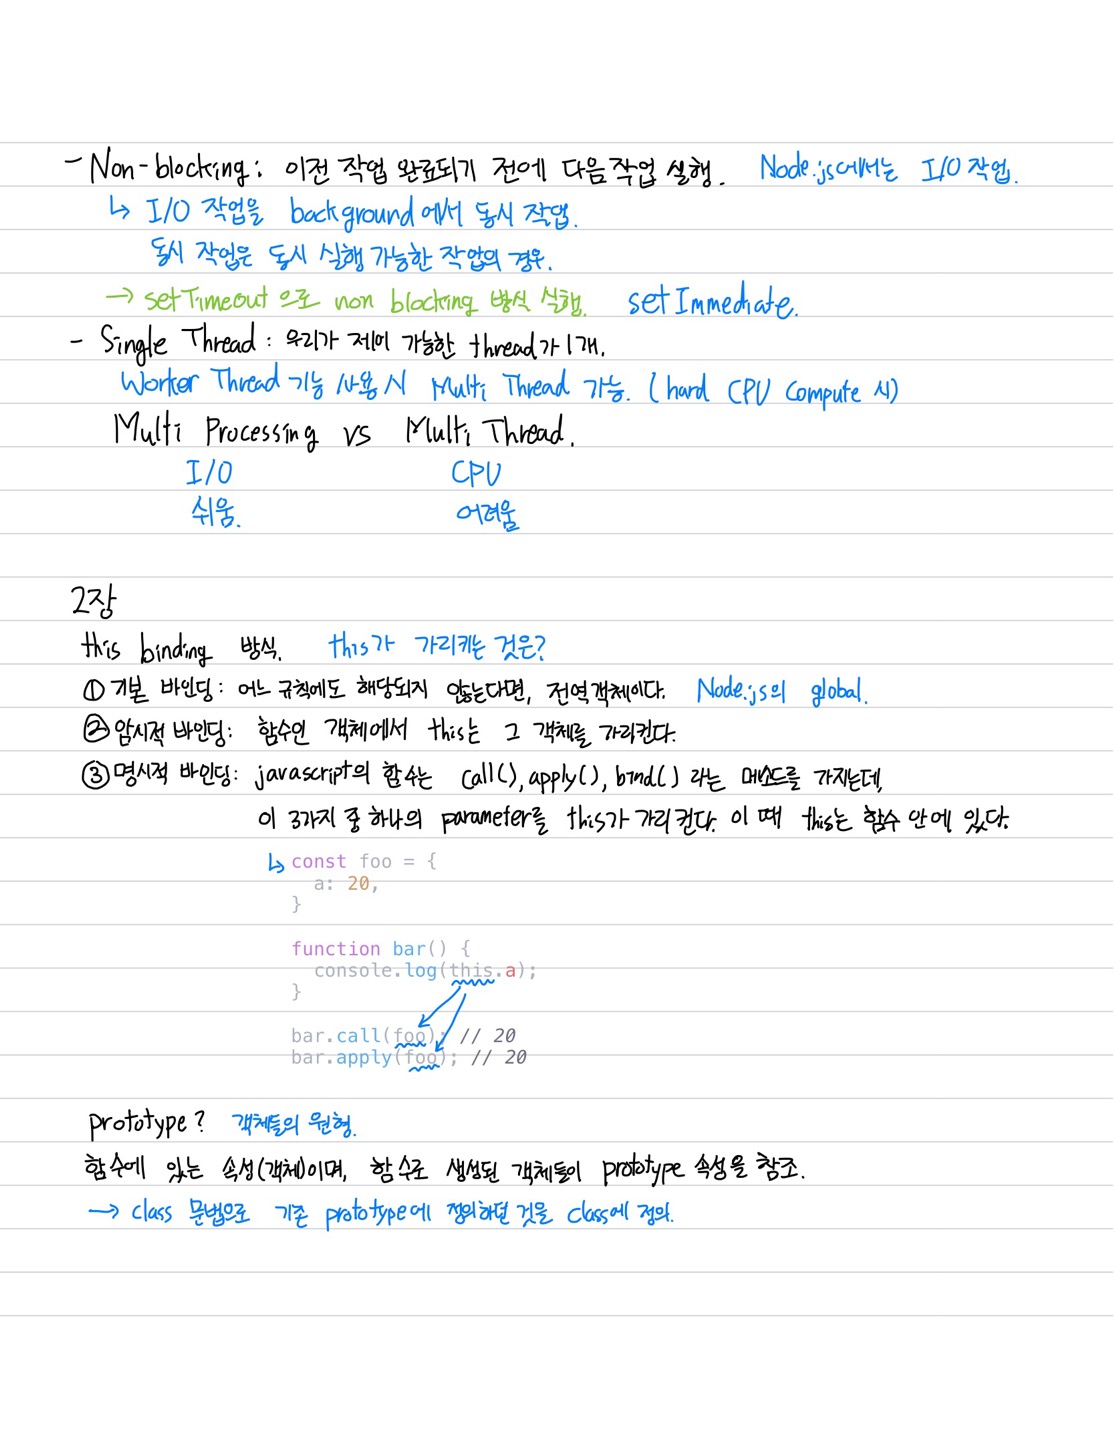 - Non-blocking : 이전 작업 완료되기 전에 다음 작업 실행. Node.js에서는 I/O 작업.
↳ I/O 작업을 background에서 동시 작업.
동시 작업은 동시 실행 가능한 작업의 경우.
→ setTimeout 으로 non blocking 방식 실행. setImmediate.
- Single Thread : 우리가 제어 가능한 thread가 1개.
Worker Thread 기능 사용 시 Multi Thread 가능. (hard CPU Compute 시)
Multi Processing vs Multi Thread.
I/O CPU
쉬움. 어려움
2장
this binding 방식. this가 가리키는 것은?
① 기본 바인딩 : 어느 규칙에도 해당되지 않는다면, 전역객체이다. Node.js의 global.
② 암시적 바인딩 : 함수인 객체에서 this는 그 객체를 가리킨다.
③ 명시적 바인딩 : javascript의 함수는 call(), apply(), bind() 라는 메소드를 가지는데,
이 3가지 중 하나의 parameter를 this가 가리킨다. 이 때 this는 함수 안에 있다.
↳ const foo = {
a: 20,
}
function bar() {
console.log(this.a);
}
bar.call(foo); // 20
bar.apply(foo); // 20
prototype? 객체들의 원형.
함수에 있는 속성(객체)이며, 함수로 생성된 객체들이 prototype 속성을 참조.
→ class 문법으로 기존 prototype에 정의하던 것을 class에 정의.